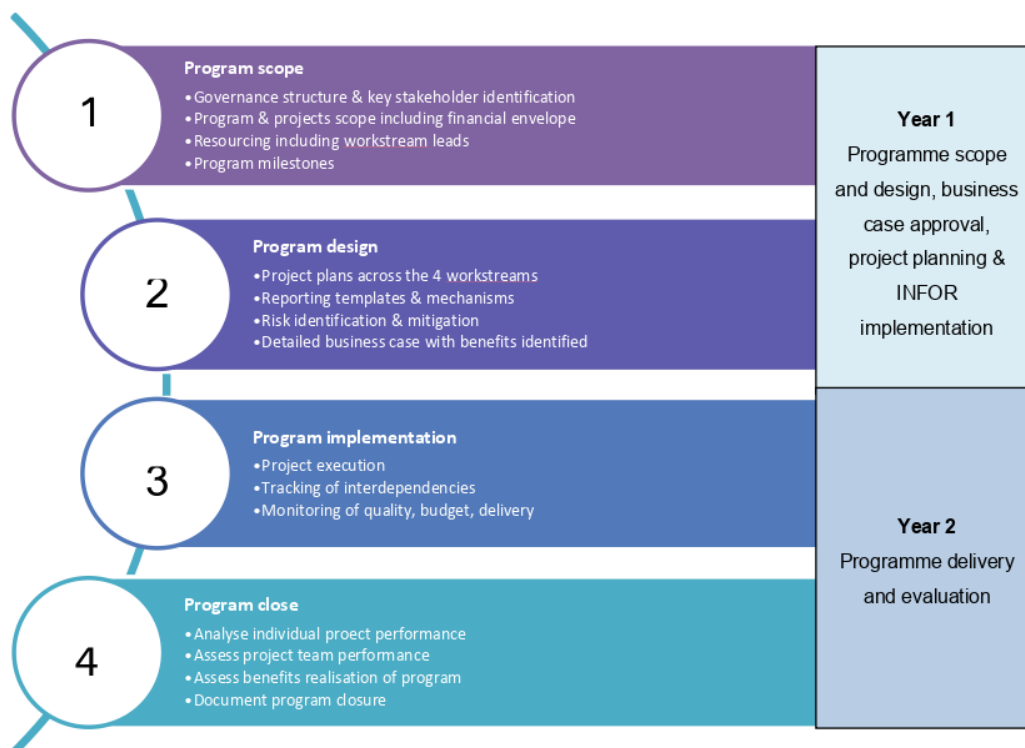 1
Program scope
•Governance structure & key stakeholder identification
•Program & projects scope including financial envelope
•Resourcing including workstream leads
•Program milestones
2
Program design
•Project plans across the 4 workstreams
•Reporting templates & mechanisms
•Risk identification & mitigation
•Detailed business case with benefits identified
Year 1
Programme scope
and design, business
case approval,
project planning &
INFOR
implementation
3
Program implementation
•Project execution
•Tracking of interdependencies
•Monitoring of quality, budget, delivery
4
Program close
•Analyse individual proect performance
•Assess project team performance
•Assess benefits realisation of program
•Document program closure
Year 2
Programme delivery
and evaluation